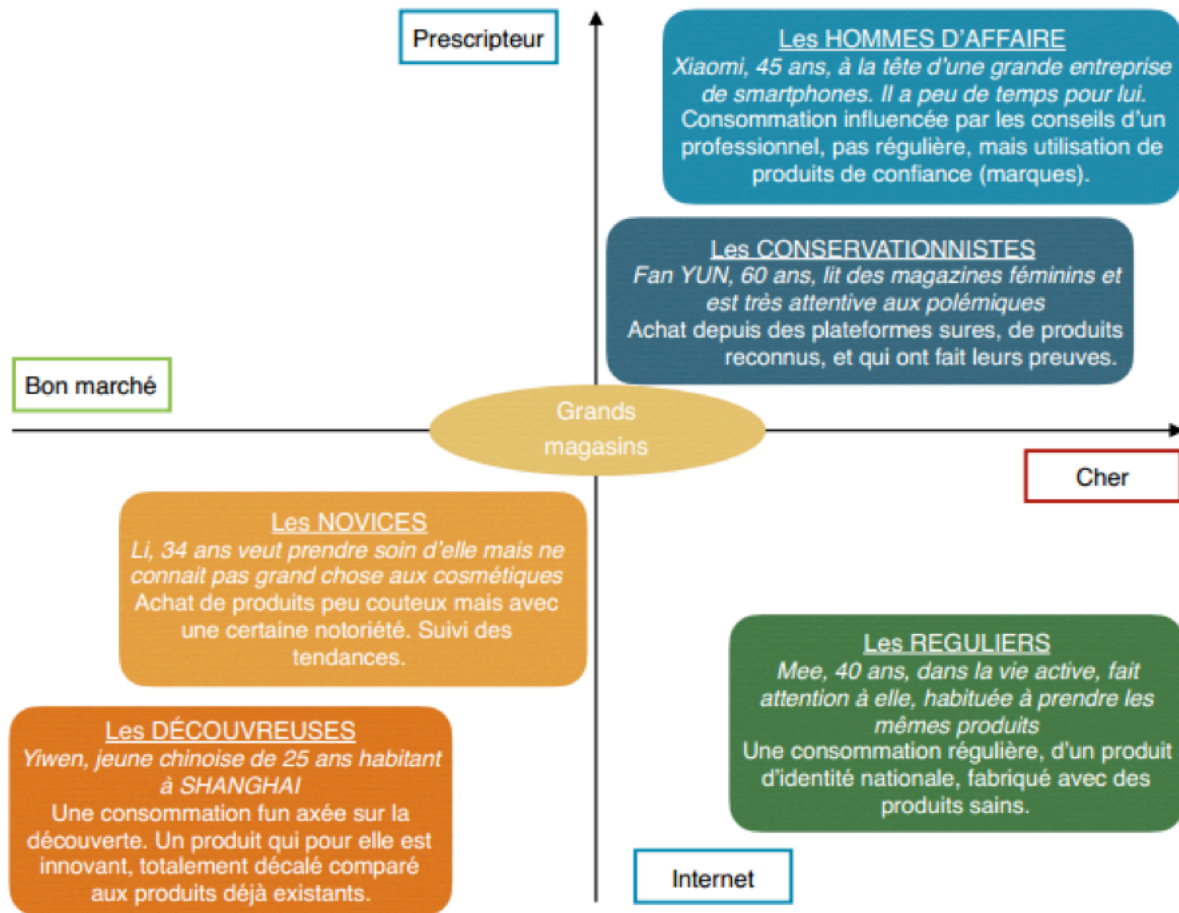 Prescripteur
Les HOMMES D'AFFAIRE
Xiaomi, 45 ans, à la tête d'une grande entreprise
de smartphones. Il a peu de temps pour lui.
Consommation influencée par les conseils d'un
professionnel, pas régulière, mais utilisation de
produits de confiance (marques).
Les CONSERVATIONNISTES
Fan YUN, 60 ans, lit des magazines féminins et
est très attentive aux polémiques
Achat depuis des plateformes sures, de produits
reconnus, et qui ont fait leurs preuves.
Bon marché
Grands
magasins
Cher
Les NOVICES
Li, 34 ans veut prendre soin d'elle mais ne
connait pas grand chose aux cosmétiques
Achat de produits peu couteux mais avec
une certaine notoriété. Suivi des
tendances.
Les REGULIERS
Mee, 40 ans, dans la vie active, fait
attention à elle, habituée à prendre les
mêmes produits
Une consommation régulière, d'un produit
d'identité nationale, fabriqué avec des
produits sains.
Les DÉCOUVREUSES
Yiwen, jeune chinoise de 25 ans habitant
à SHANGHAI
Une consommation fun axée sur la
découverte. Un produit qui pour elle est
innovant, totalement décalé comparé
aux produits déjà existants.
Internet